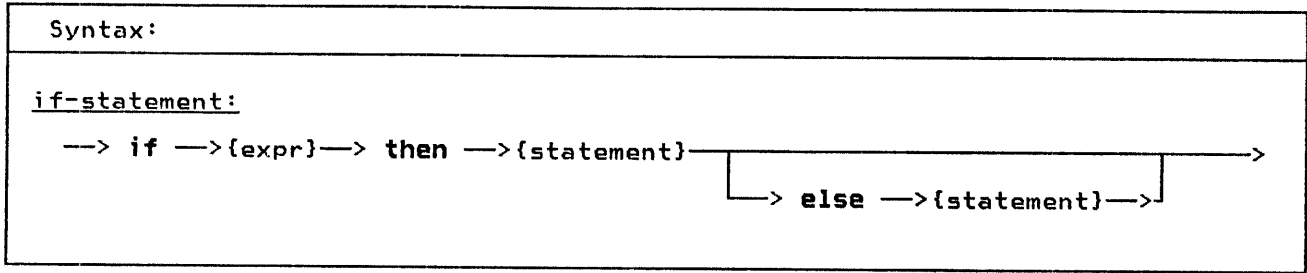 Syntax:
if-statement:
──> if ──>{expr}──> then ──>{statement}──────>
──> else ──>{statement}──>